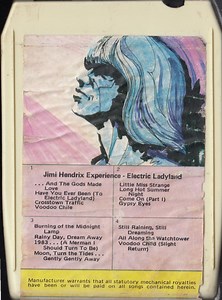 Jimi Hendrix Experience - Electric Ladyland
1
. . . And The Gods Made
Love
Have You Ever Been (To
Electric Ladyland)
Crosstown Traffic
Voodoo Chile
2
Little Miss Strange
Long Hot Summer
Night
Come On (Part I)
Gypsy Eyes
3
Burning of the Midnight
Lamp
Rainy Day, Dream Away
1983 . . . (A Merman I
Should Turn To Be)
Moon, Turn the Tides . . .
Gently Gently Away
4
Still Raining, Still
Dreaming
All Along the Watchtower
Voodoo Child (Slight
Return)
Manufacturer warrants that all statutory mechanical royalties
have been or will be paid on all songs contained herein.